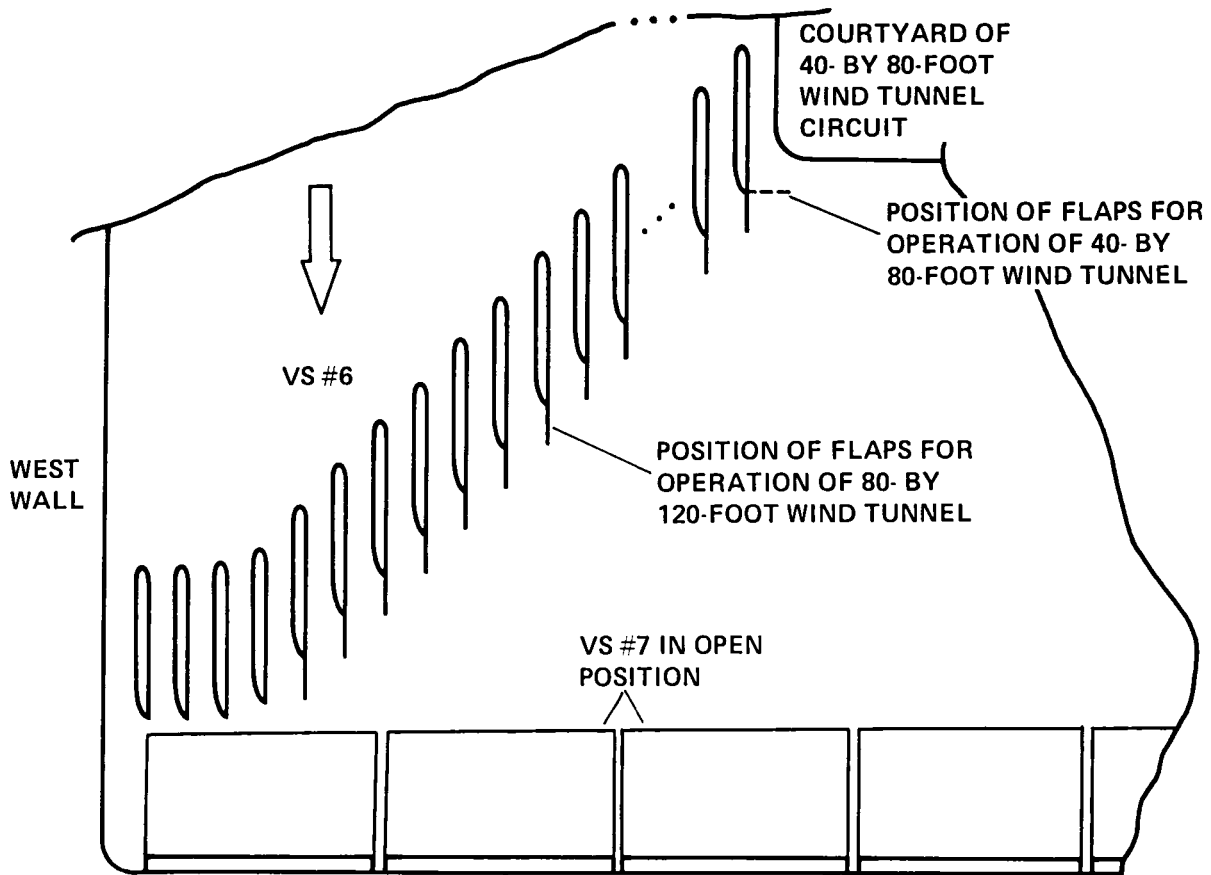 COURTYARD OF
40- BY 80-FOOT
WIND TUNNEL
CIRCUIT
POSITION OF FLAPS FOR
OPERATION OF 40- BY
80-FOOT WIND TUNNEL
VS #6
WEST
WALL
POSITION OF FLAPS FOR
OPERATION OF 80- BY
120-FOOT WIND TUNNEL
VS #7 IN OPEN
POSITION